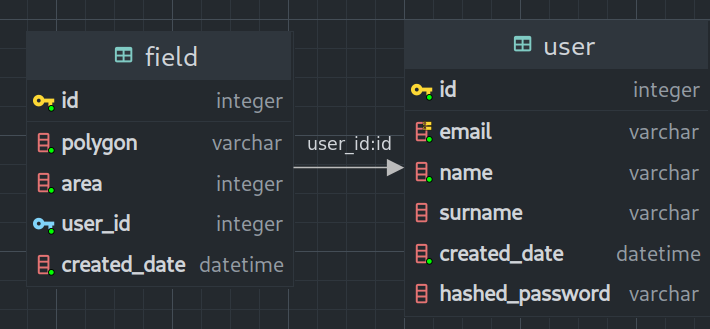 field
id integer
polygon varchar
area integer
user_id integer
created_date datetime
user_id:id
user
id integer
email varchar
name varchar
surname varchar
created_date datetime
hashed_password varchar